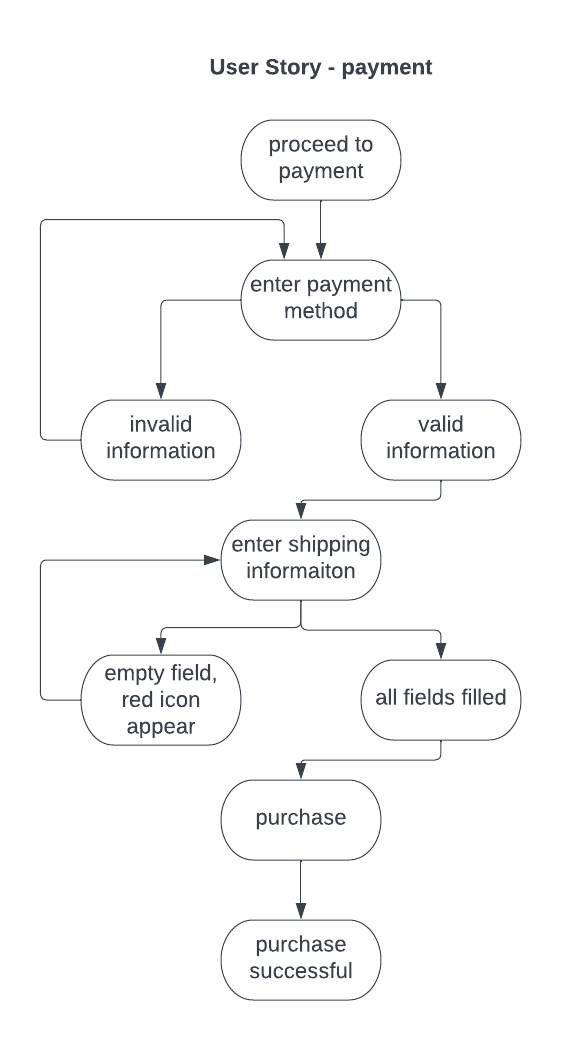 User Story - payment
proceed to
payment
enter payment
method
invalid
information
valid
information
enter shipping
informaiton
empty field,
red icon
appear
all fields filled
purchase
purchase
successful